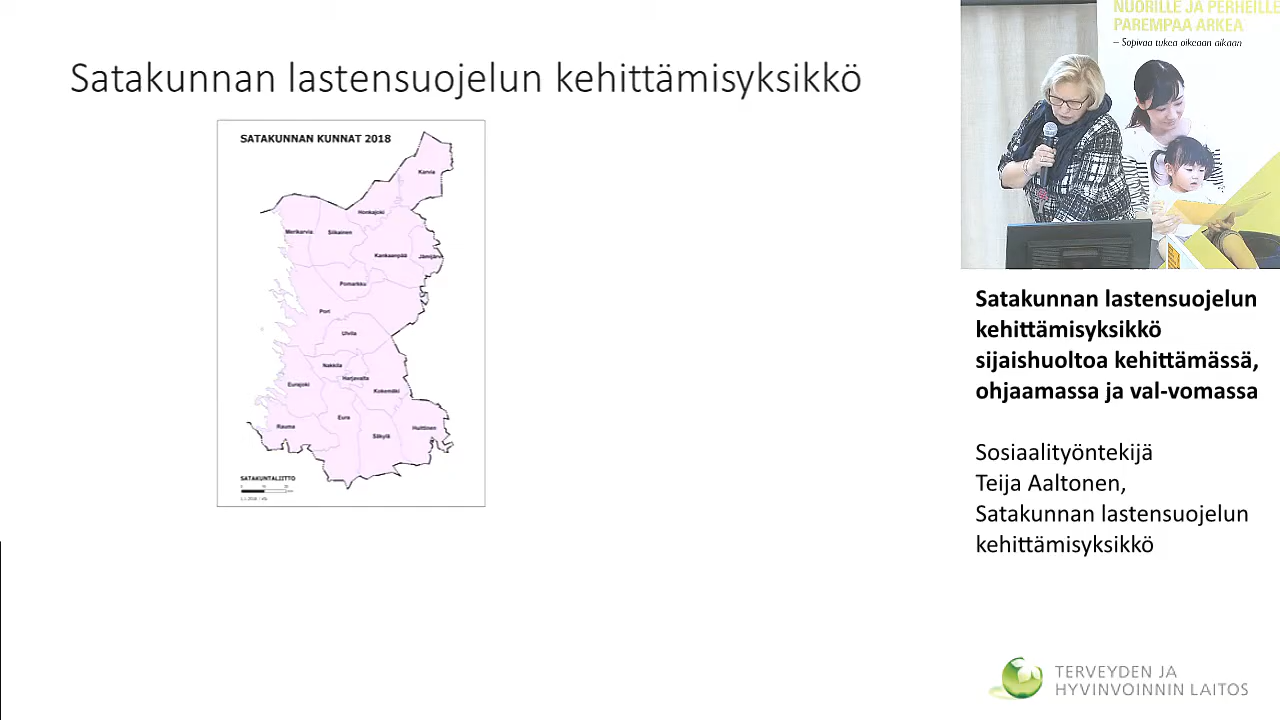 Satakunnan lastensuojelun kehittämisyksikkö
SATAKUNNAN KUNNAT 2018
Karvia
Honkajoki
Merikarvia
Siikainen
Kankaanpää
Jämijärvi
Pomarkku
Pori
Ulvila
Nakkila
Harjavalta
Eurajoki
Kokemäki
Eura
Rauma
Säkylä
Huittinen
SATAKUNTALIITTO
NUORILLE JA PERHEILLE
PAREMPAA ARKEA
– Sopivaa tukea oikeaan aikaan
Satakunnan lastensuojelun
kehittämisyksikkö
sijaishuoltoa kehittämässä,
ohjaamassa ja val-vomassa
Sosiaalityöntekijä
Teija Aaltonen,
Satakunnan lastensuojelun
kehittämisyksikkö
TERVEYDEN JA
HYVINVOINNIN LAITOS